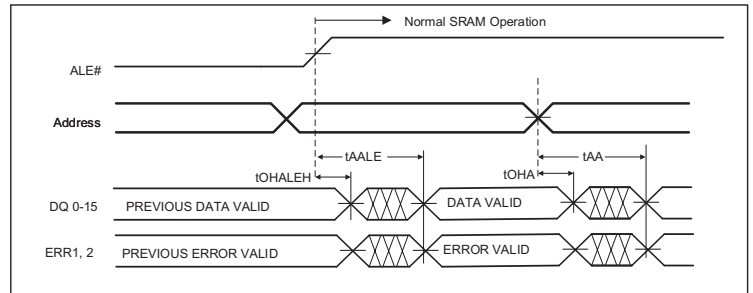 Normal SRAM Operation
ALE#
Address
tAALE
tAA
tOHALEH
tOHA
DQ 0-15
PREVIOUS DATA VALID
DATA VALID
ERR1, 2
PREVIOUS ERROR VALID
ERROR VALID